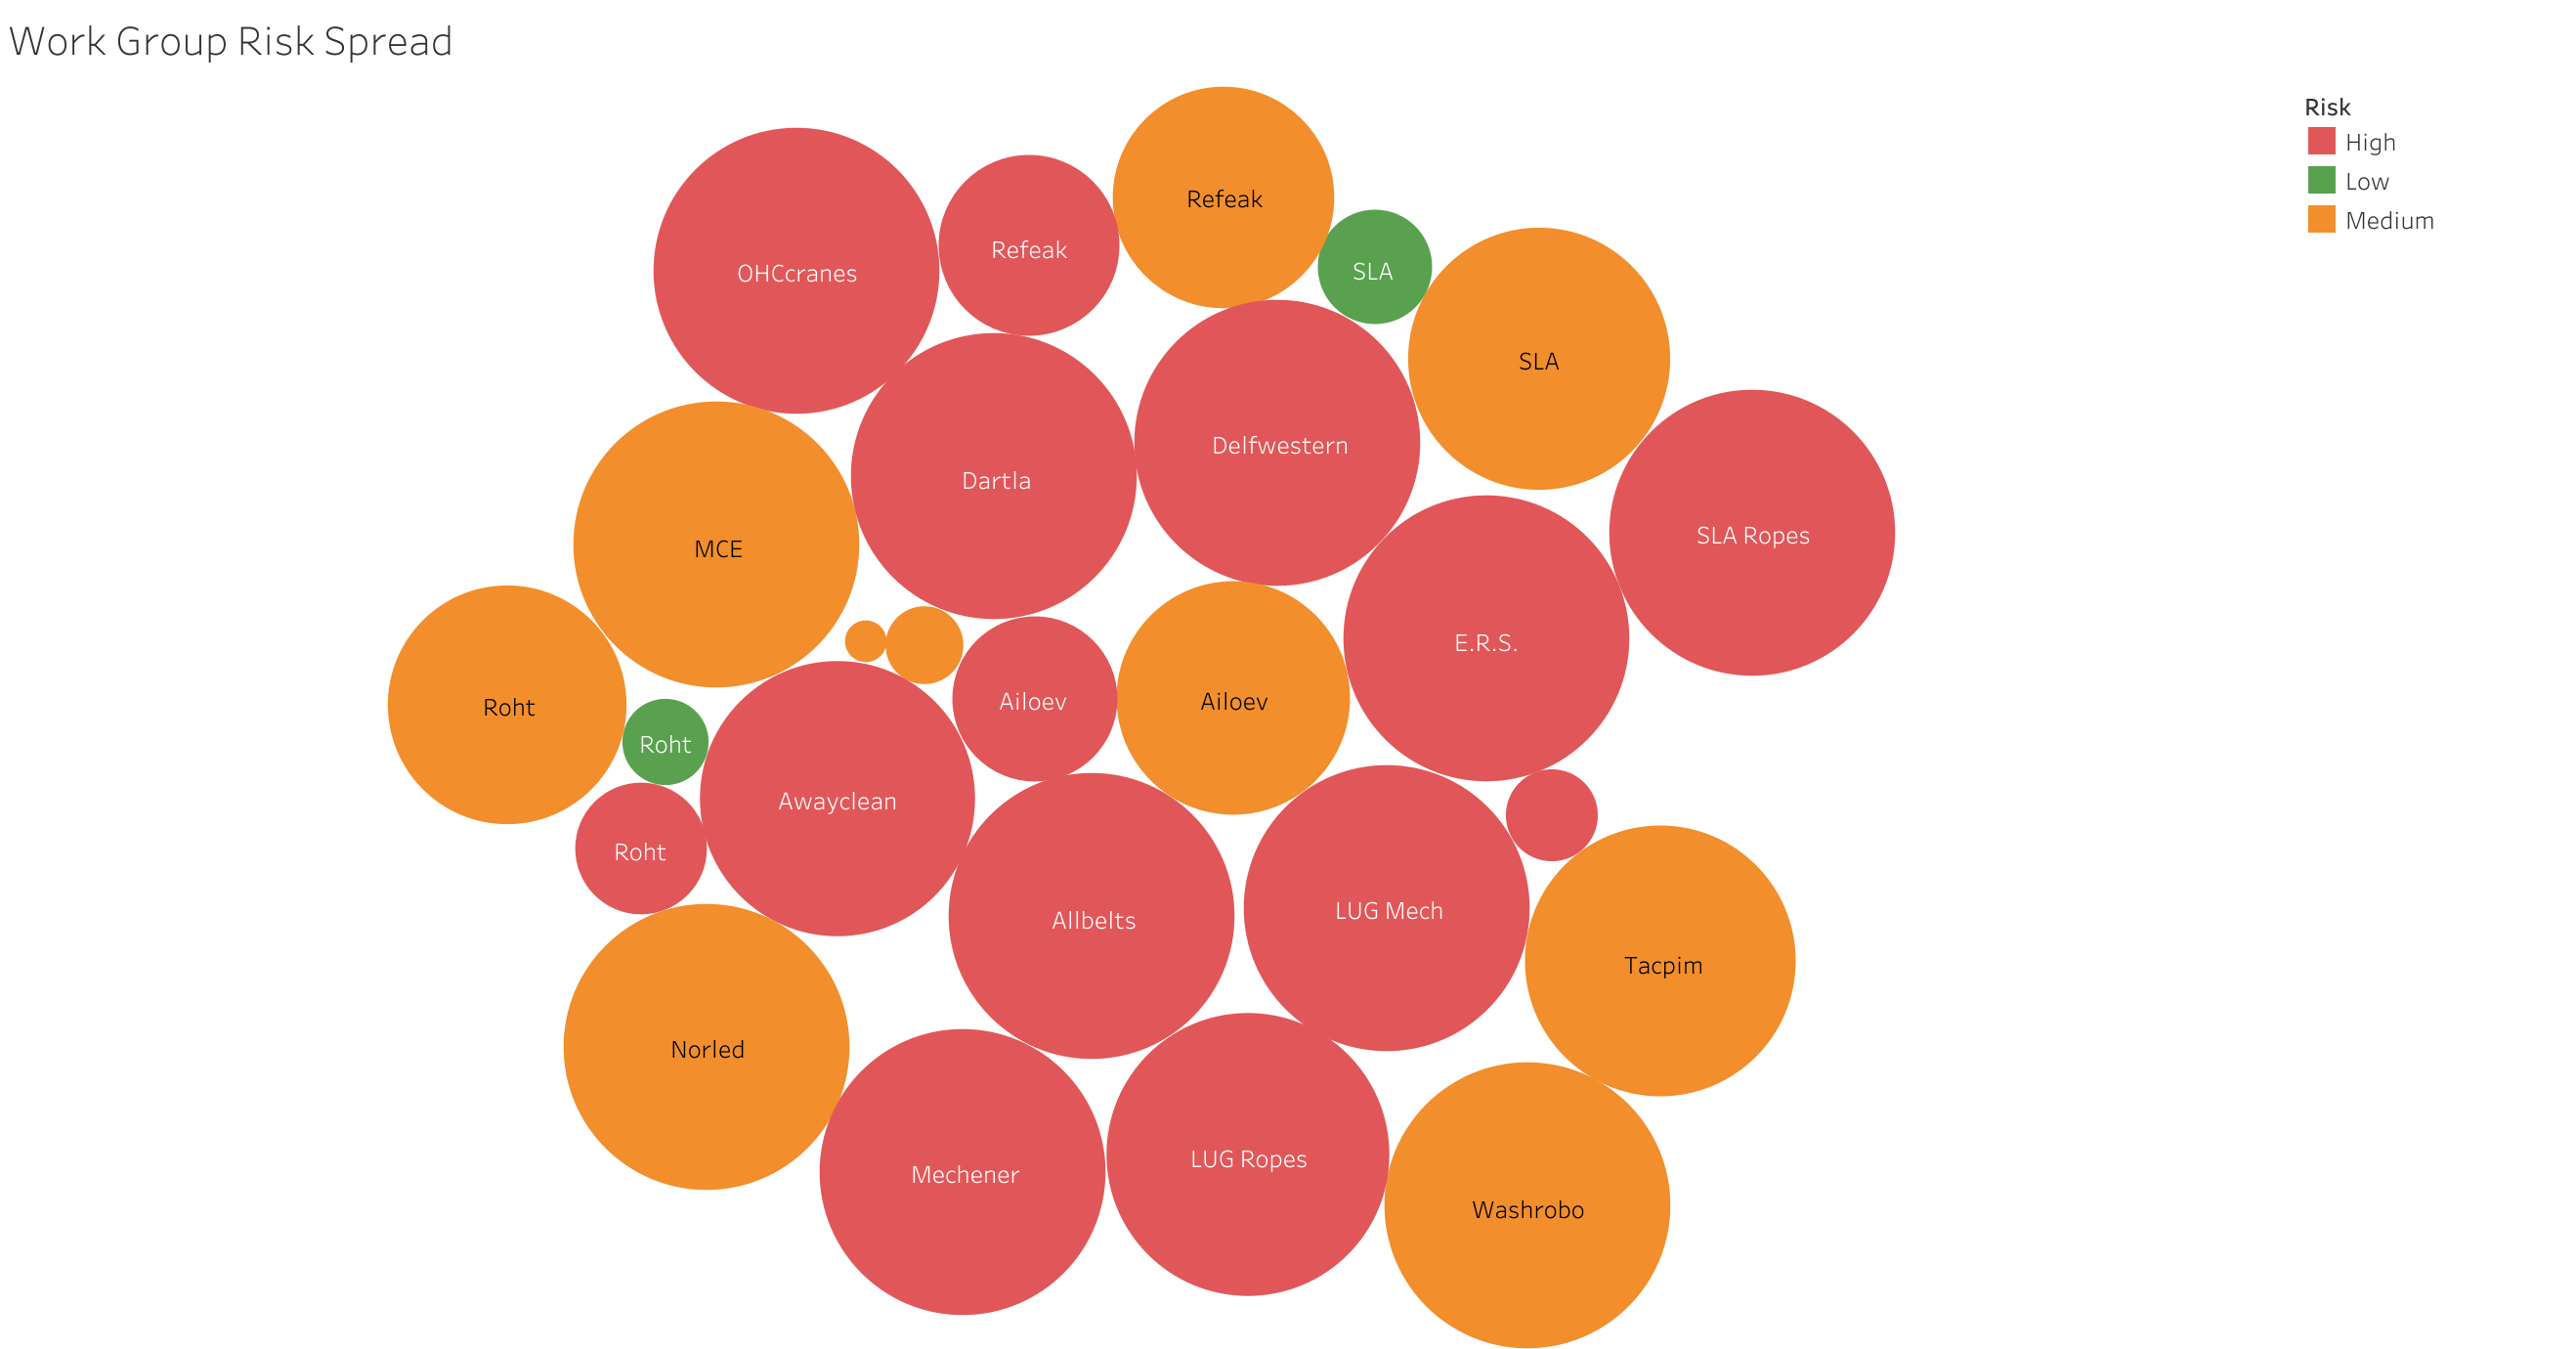 Work Group Risk Spread
Risk
High
Low
Medium
Refeak
Refeak
OHCcranes
SLA
SLA
Delfwestern
Dartla
SLA Ropes
MCE
E.R.S.
Ailoev
Ailoev
Roht
Roht
Awayclean
Roht
LUG Mech
Allbelts
Tacpim
Norled
LUG Ropes
Mechener
Washrobo